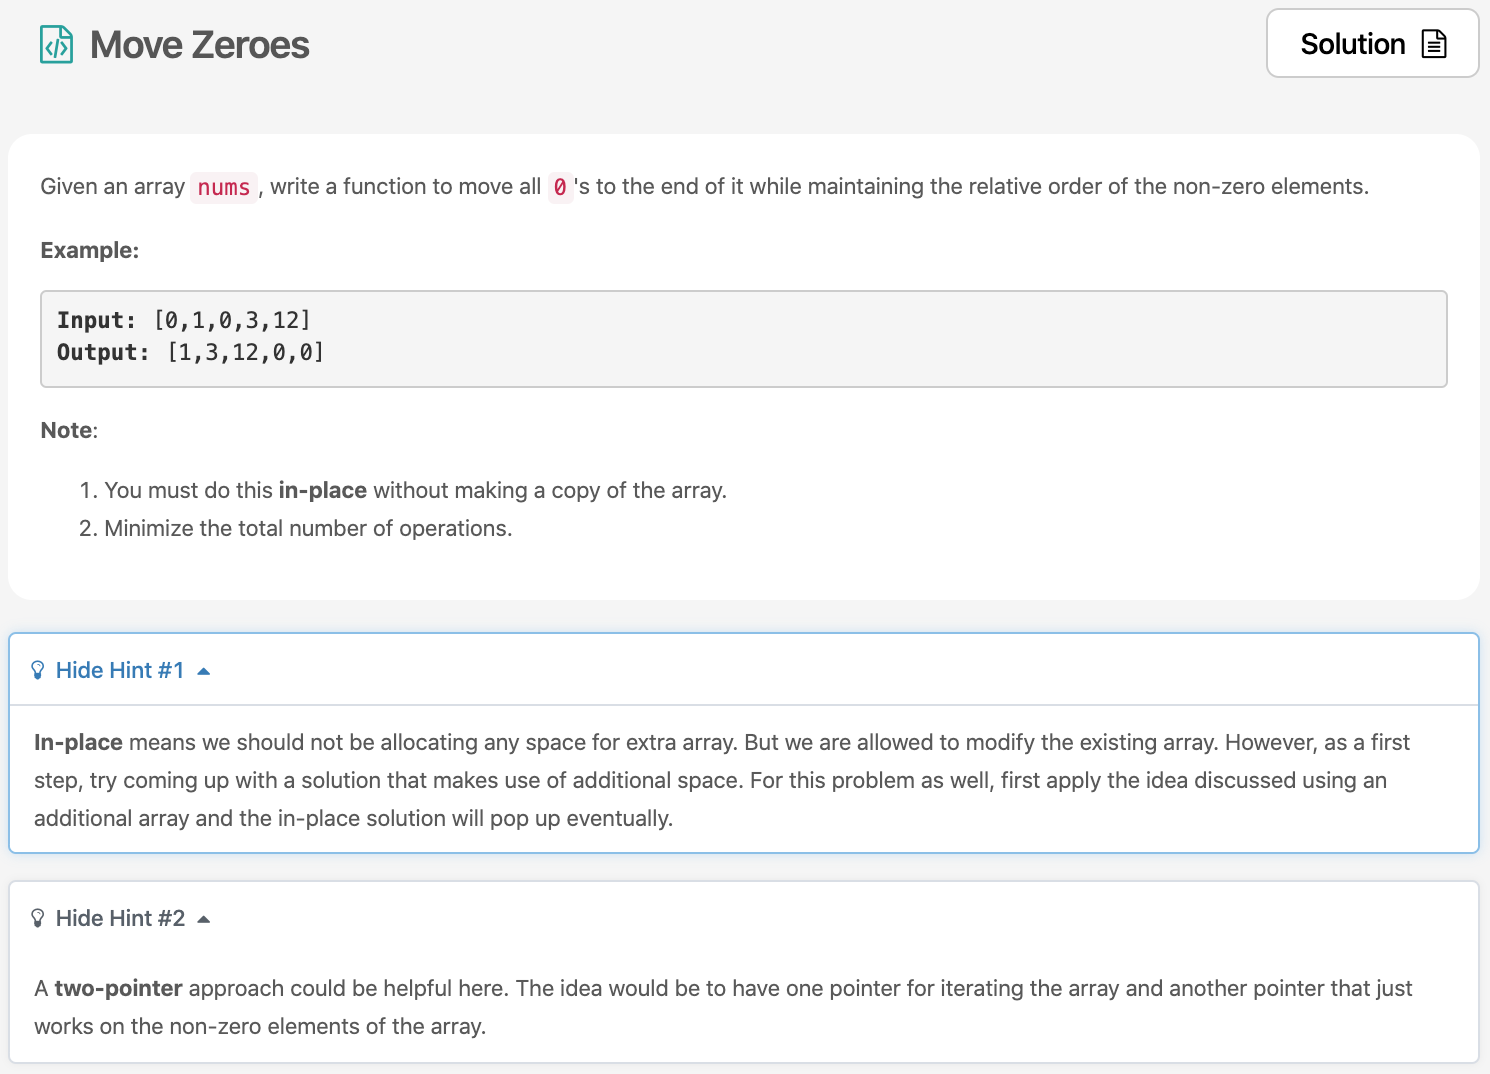 Move Zeroes
Solution
Given an array nums, write a function to move all 0's to the end of it while maintaining the relative order of the non-zero elements.
Example:
Input: [0,1,0,3,12]
Output: [1,3,12,0,0]
Note:
1. You must do this in-place without making a copy of the array.
2. Minimize the total number of operations.
Hide Hint #1
In-place means we should not be allocating any space for extra array. But we are allowed to modify the existing array. However, as a first
step, try coming up with a solution that makes use of additional space. For this problem as well, first apply the idea discussed using an
additional array and the in-place solution will pop up eventually.
Hide Hint #2
A two-pointer approach could be helpful here. The idea would be to have one pointer for iterating the array and another pointer that just
works on the non-zero elements of the array.